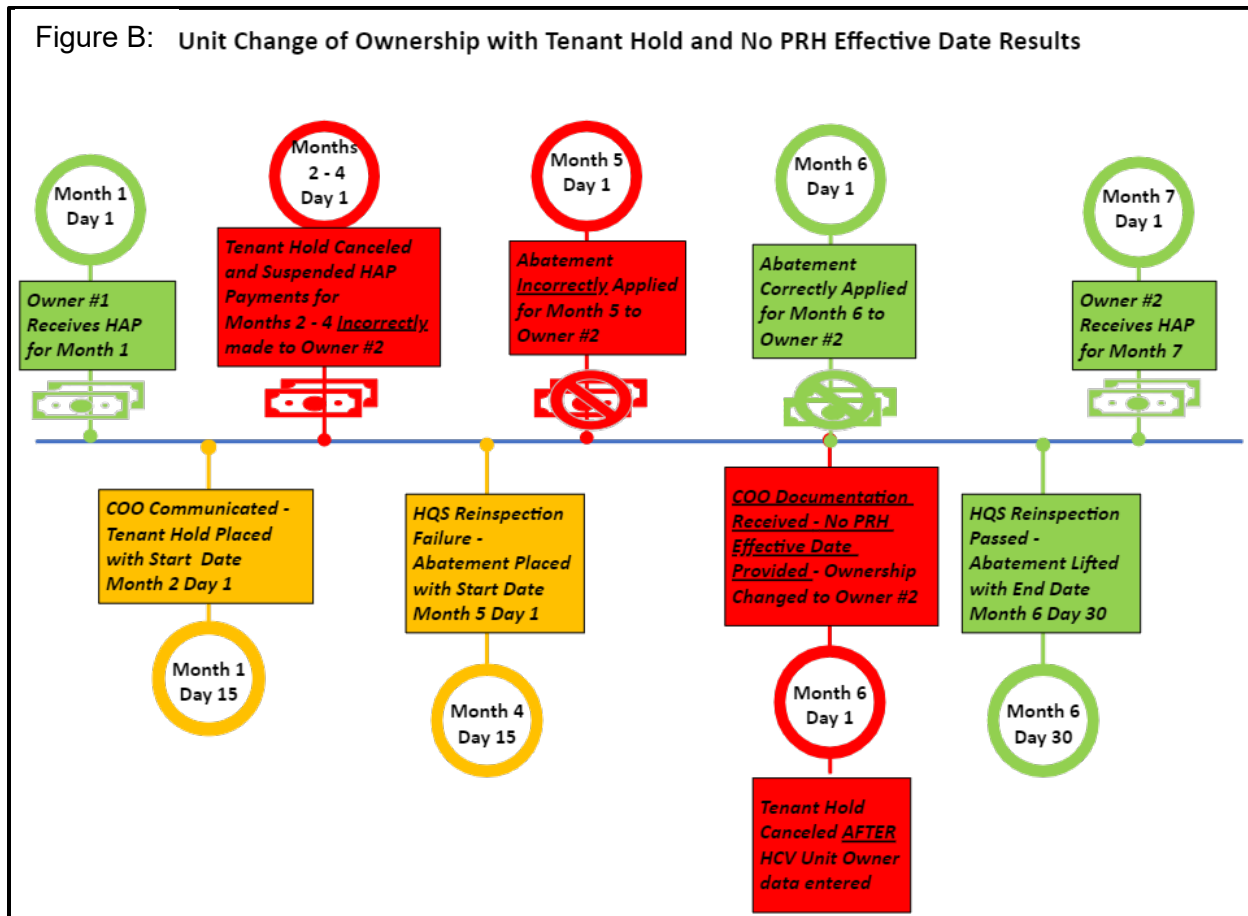 Figure B: Unit Change of Ownership with Tenant Hold and No PRH Effective Date Results
Month 1
Day 1
Owner #1
Receives HAP
for Month 1
Months
2 - 4
Day 1
Tenant Hold Canceled
and Suspended HAP
Payments for
Months 2 - 4 Incorrectly
made to Owner #2
Month 5
Day 1
Abatement
Incorrectly Applied
for Month 5 to
Owner #2
Month 6
Day 1
Abatement
Correctly Applied
for Month 6 to
Owner #2
Month 7
Day 1
Owner #2
Receives HAP
for Month 7
COO Communicated -
Tenant Hold Placed
with Start Date
Month 2 Day 1
Month 1
Day 15
HQS Reinspection
Failure -
Abatement Placed
with Start Date
Month 5 Day 1
Month 4
Day 15
COO Documentation
Received - No PRH
Effective Date
Provided - Ownership
Changed to Owner #2
Month 6
Day 1
Tenant Hold
Canceled AFTER
HCV Unit Owner
data entered
HQS Reinspection
Passed -
Abatement Lifted
with End Date
Month 6 Day 30
Month 6
Day 30